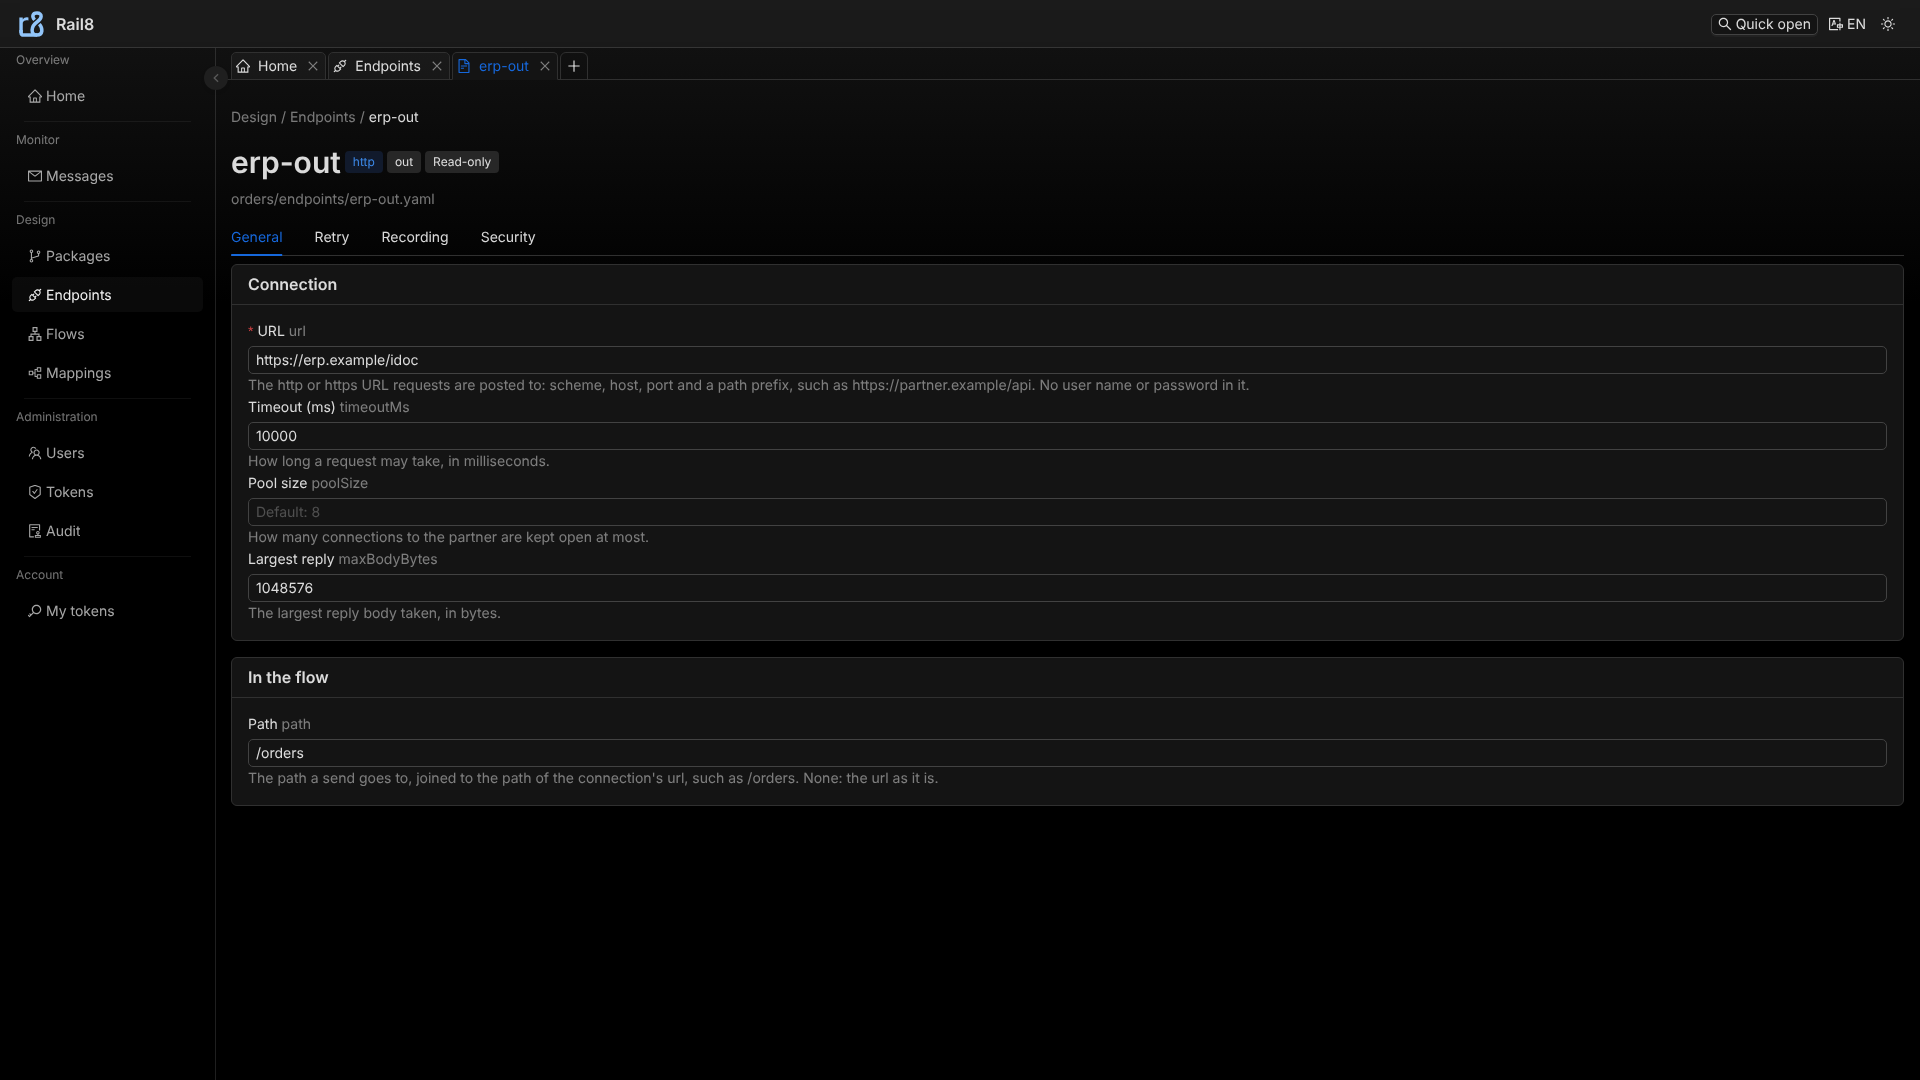 Rail8
Quick open
EN
Overview
Home
Monitor
Messages
Design
Packages
Endpoints
Flows
Mappings
Administration
Users
Tokens
Audit
Account
My tokens
Home
Endpoints
erp-out
Design / Endpoints / erp-out
erp-out http out Read-only
orders/endpoints/erp-out.yaml
General Retry Recording Security
Connection
* URL url
https://erp.example/idoc
The http or https URL requests are posted to: scheme, host, port and a path prefix, such as https://partner.example/api. No user name or password in it.
Timeout (ms) timeoutMs
10000
How long a request may take, in milliseconds.
Pool size poolSize
Default: 8
How many connections to the partner are kept open at most.
Largest reply maxBodyBytes
1048576
The largest reply body taken, in bytes.
In the flow
Path path
/orders
The path a send goes to, joined to the path of the connection's url, such as /orders. None: the url as it is.